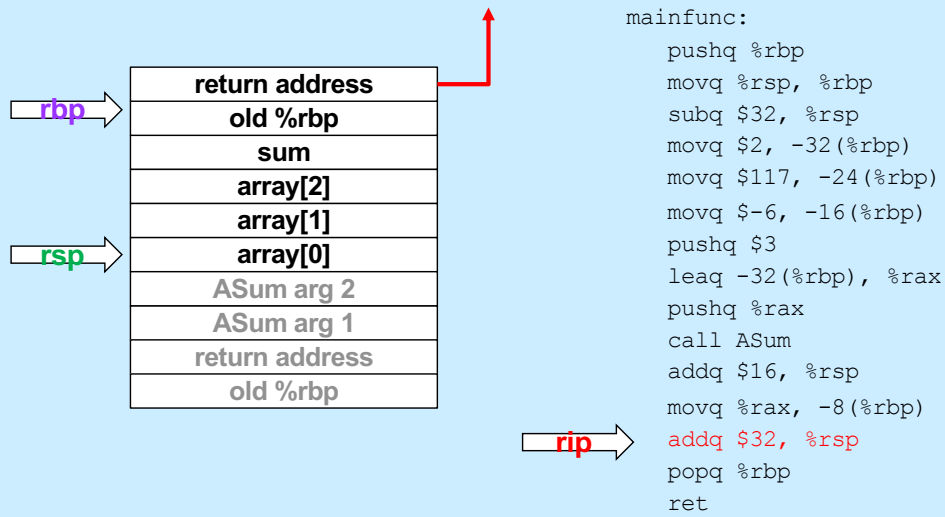 rbp
rsp
return address
old %rbp
sum
array[2]
array[1]
array[0]
ASum arg 2
ASum arg 1
return address
old %rbp
mainfunc:
pushq %rbp
movq %rsp, %rbp
subq $32, %rsp
movq $2, -32(%rbp)
movq $117, -24(%rbp)
movq $-6, -16(%rbp)
pushq $3
leaq -32(%rbp), %rax
pushq %rax
call ASum
addq $16, %rsp
movq %rax, -8(%rbp)
rip
addq $32, %rsp
popq %rbp
ret